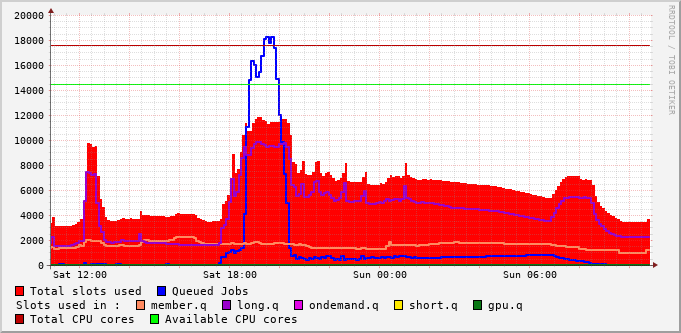 20000
18000
16000
14000
12000
10000
8000
6000
4000
2000
0
Sat 12:00 Sat 18:00 Sun 00:00 Sun 06:00
Total slots used Queued Jobs
Slots used in : member.q long.q ondemand.q short.q gpu.q
Total CPU cores Available CPU cores
RRDTOOL / TOBI OETIKER